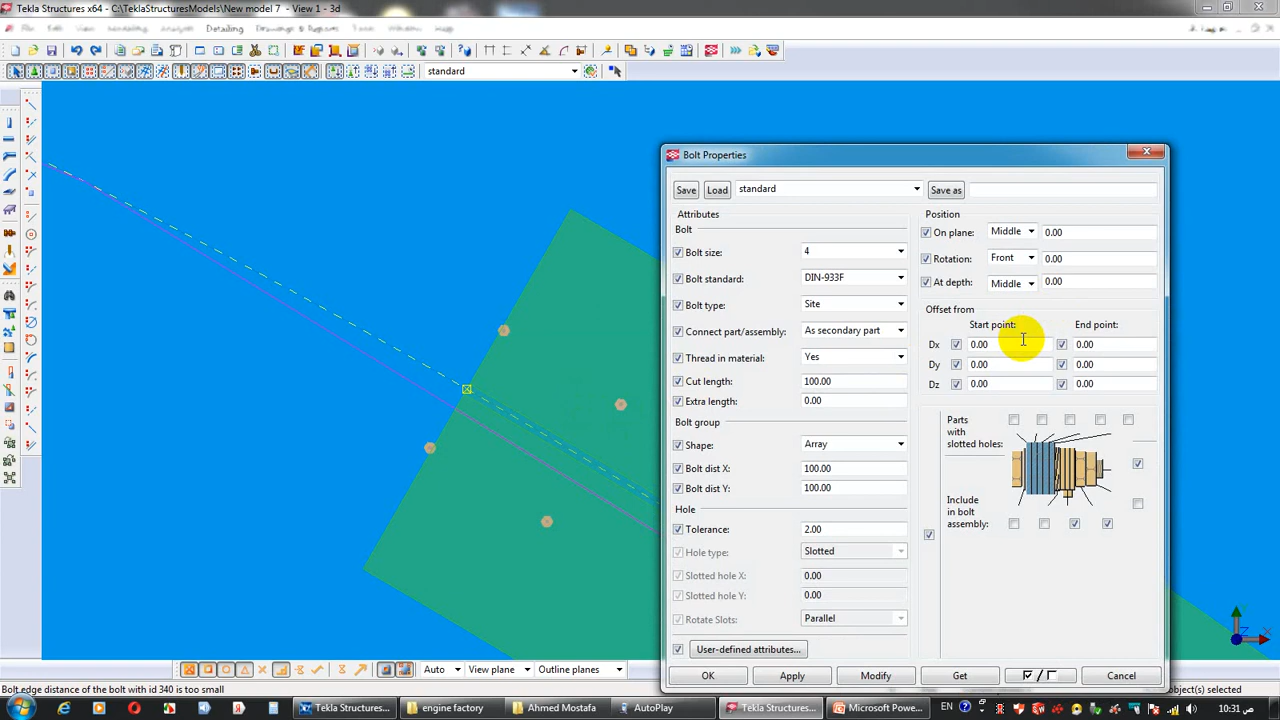 Tekla Structures x64 - C:\TeklaStructuresModels\New model 7 - View 1 - 3d
Detailing
standard
Bolt Properties
Save
Load
standard
Save as
Attributes
Position
Bolt
On plane:
Middle
0.00
Bolt size:
4
Rotation:
Front
0.00
Bolt standard:
DIN-933F
At depth:
Middle
0.00
Bolt type:
Site
Offset from
Start point:
End point:
Connect part/assembly:
As secondary part
Dx
0.00
0.00
Thread in material:
Yes
Dy
0.00
0.00
Cut length:
100.00
Dz
0.00
0.00
Extra length:
0.00
Bolt group
Parts
with
slotted holes:
Shape:
Array
Bolt dist X:
100.00
Bolt dist Y:
100.00
Include
in bolt
assembly:
Hole
Tolerance:
2.00
Hole type:
Slotted
Slotted hole X:
0.00
Slotted hole Y:
0.00
Rotate Slots:
Parallel
User-defined attributes...
OK
Apply
Modify
Get
/
Cancel
Auto
View plane
Outline planes
Bolt edge distance of the bolt with id 340 is too small
object(s) selected
Tekla Structures...
engine factory
Ahmed Mostafa
AutoPlay
Tekla Structures...
Microsoft Powe...
EN
10:31 ص
X